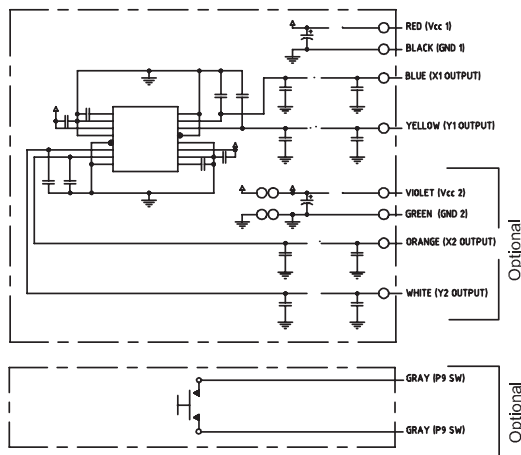 RED (Vcc 1)
BLACK (GND 1)
BLUE (X1 OUTPUT)
YELLOW (Y1 OUTPUT)
VIOLET (Vcc 2)
GREEN (GND 2)
ORANGE (X2 OUTPUT)
WHITE (Y2 OUTPUT)
Optional
GRAY (P9 SW)
GRAY (P9 SW)
Optional